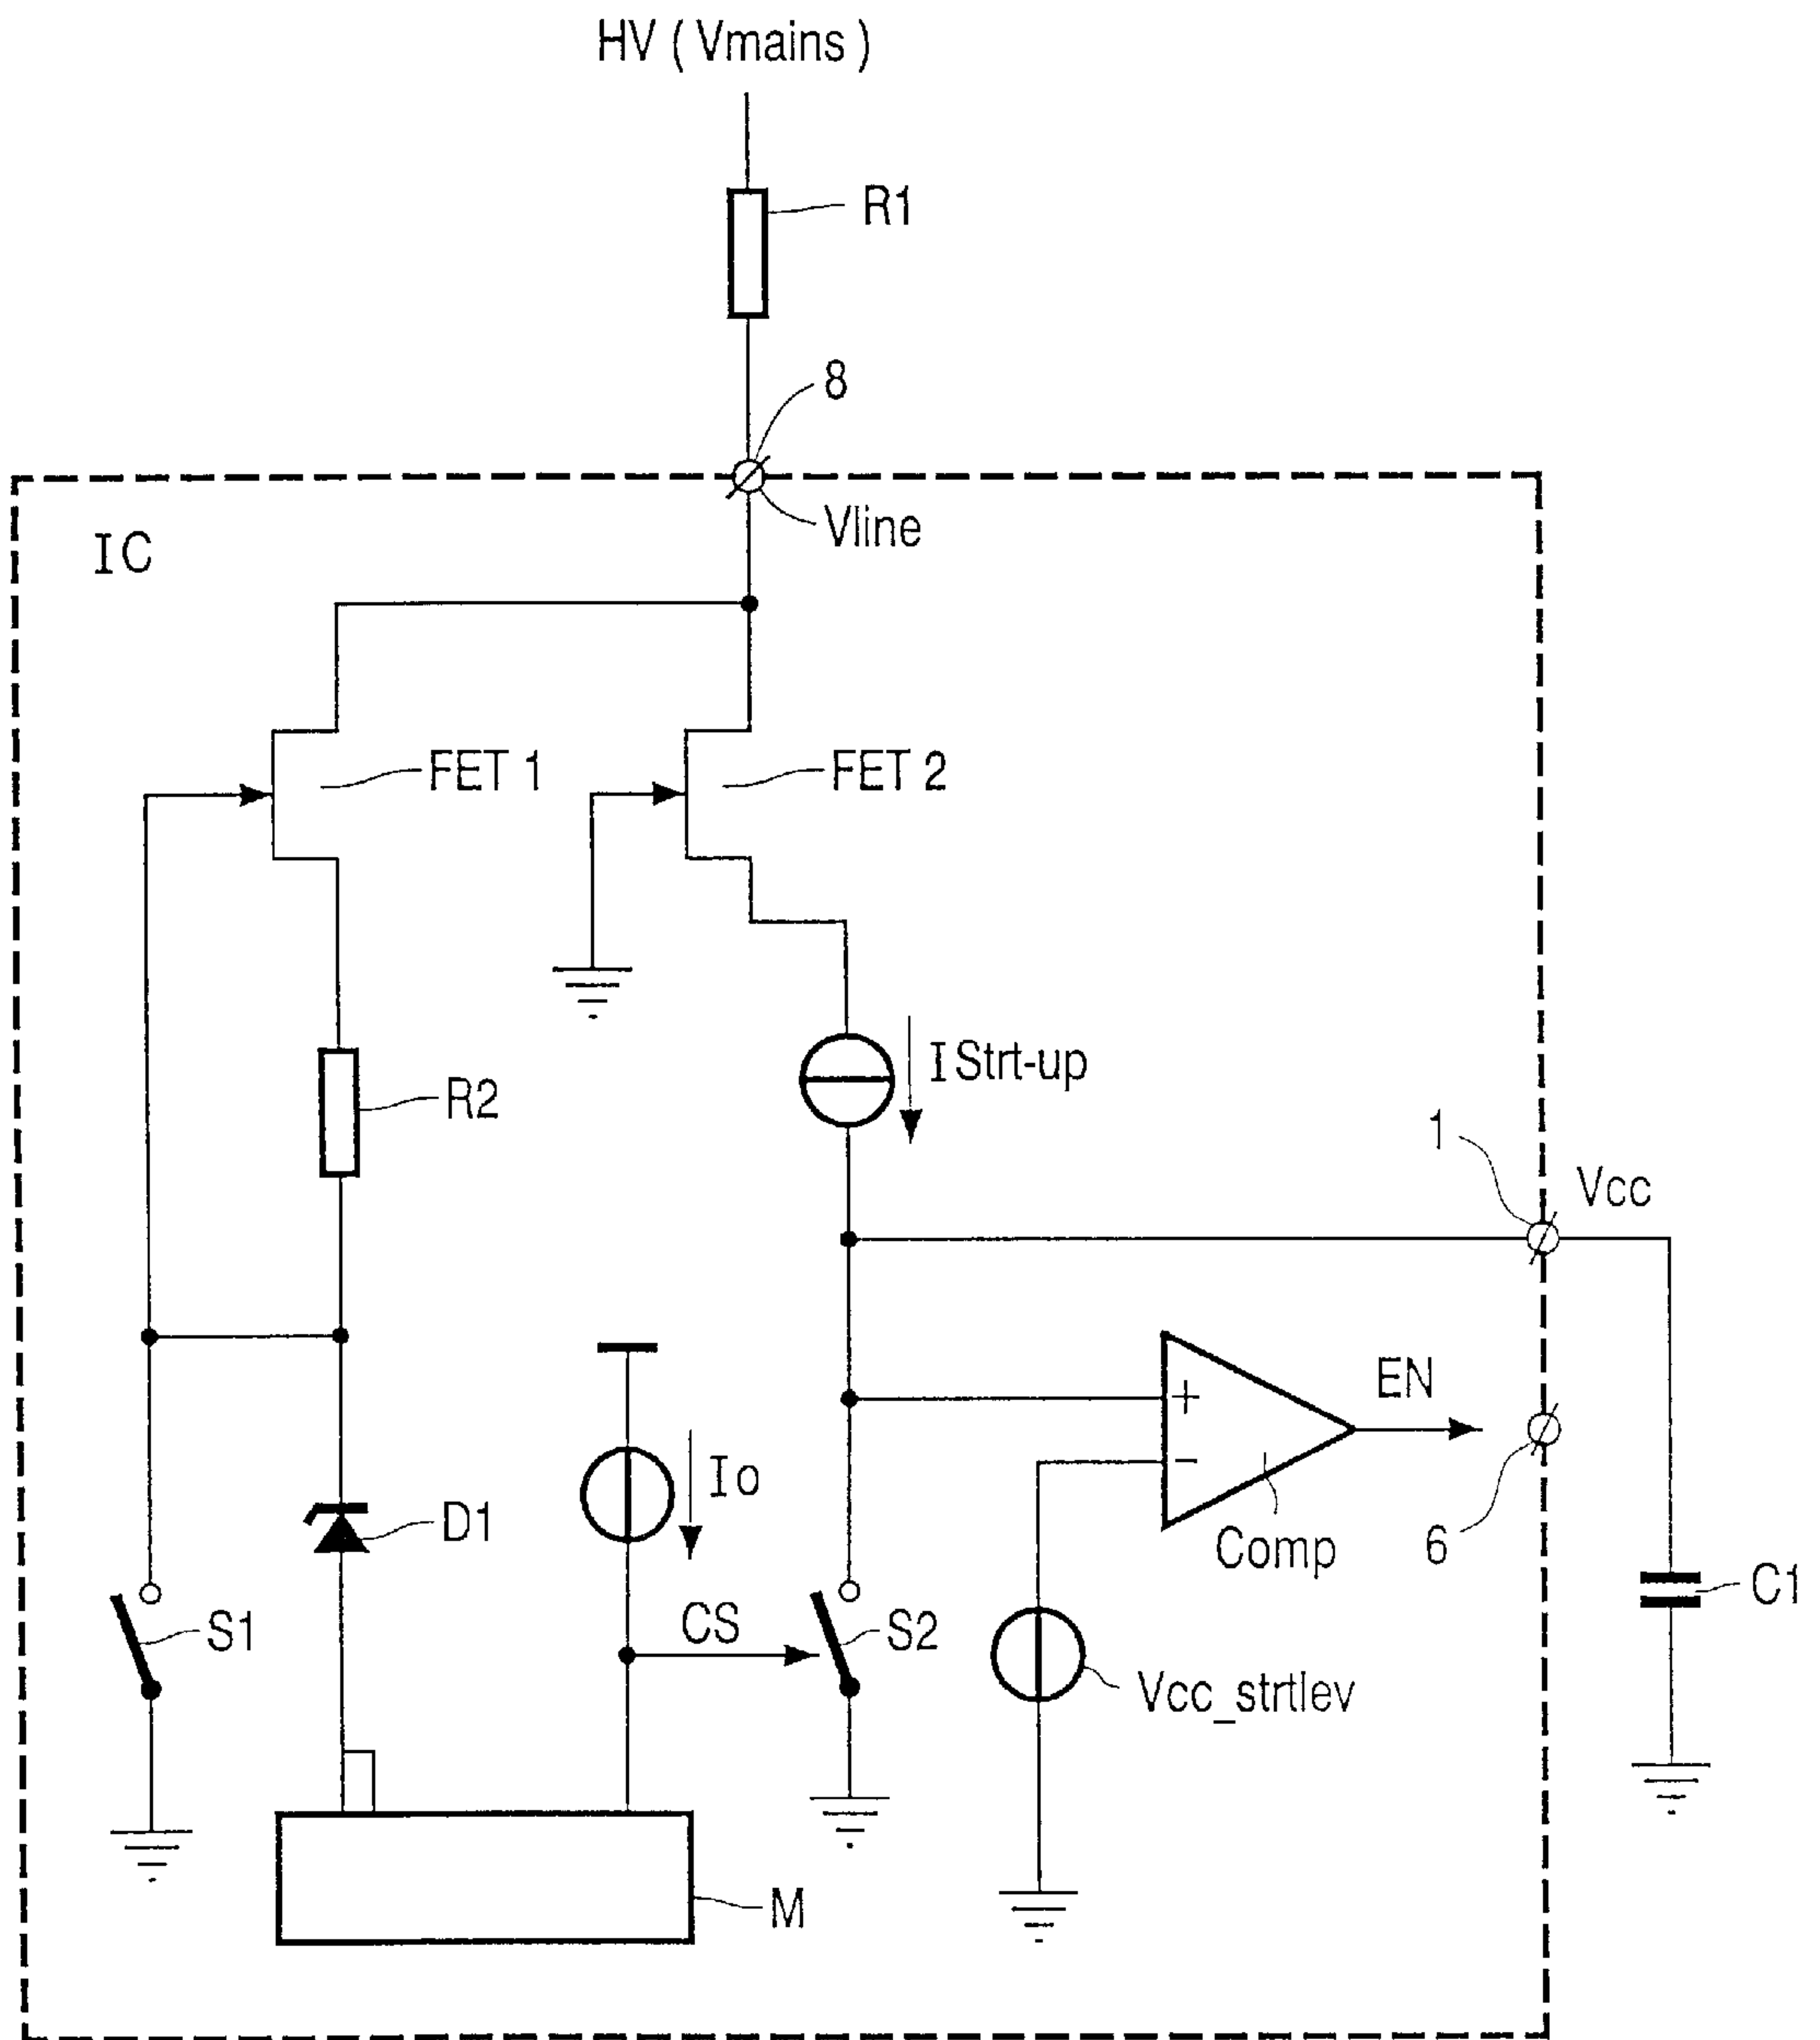 HV ( Vmains )
R1
8
Vline
IC
FET 1
FET 2
I Strt-up
R2
1
Vcc
EN
+
−
Io
D1
Comp
6
C1
CS
S1
S2
Vcc_strtlev
M